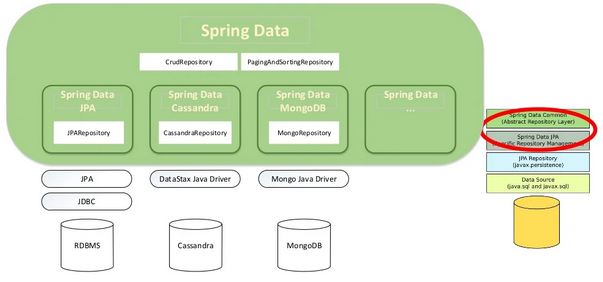 Spring Data
CrudRepository
PagingAndSortingRepository
Spring Data
JPA
Spring Data
Cassandra
Spring Data
MongoDB
Spring Data
...
JPARepository
CassandraRepository
MongoRepository
JPA
DataStax Java Driver
Mongo Java Driver
JDBC
RDBMS
Cassandra
MongoDB
Spring Data Common
(Abstract Repository Layer)
Spring Data JPA
Repository Management
JPA Repository
(javax.persistence)
Data Source
(java.sql and javax.sql)